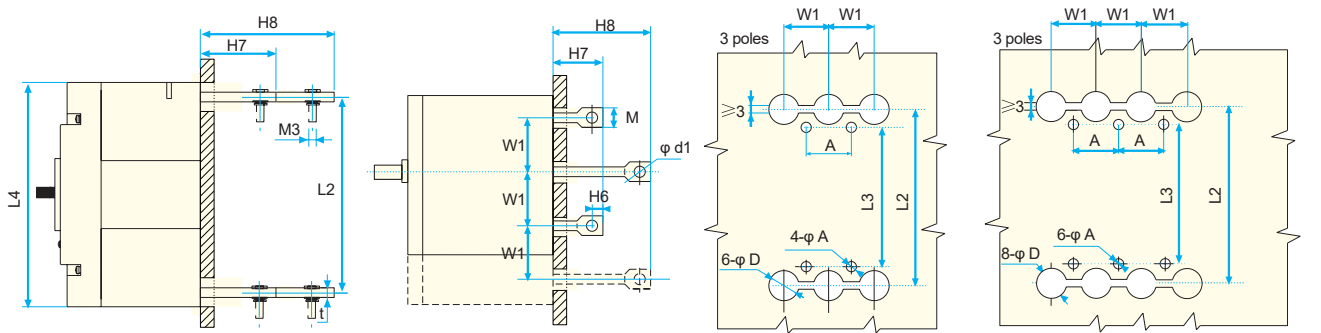 H8
H7
L4
M3
L2
t
H8
H7
M
W1
φ d1
W1
H6
W1
W1 W1
3 poles
≥3
A
L3
L2
4-φ A
6-φ D
W1 W1 W1
3 poles
≥3
A A
L3
L2
6-φ A
8-φ D